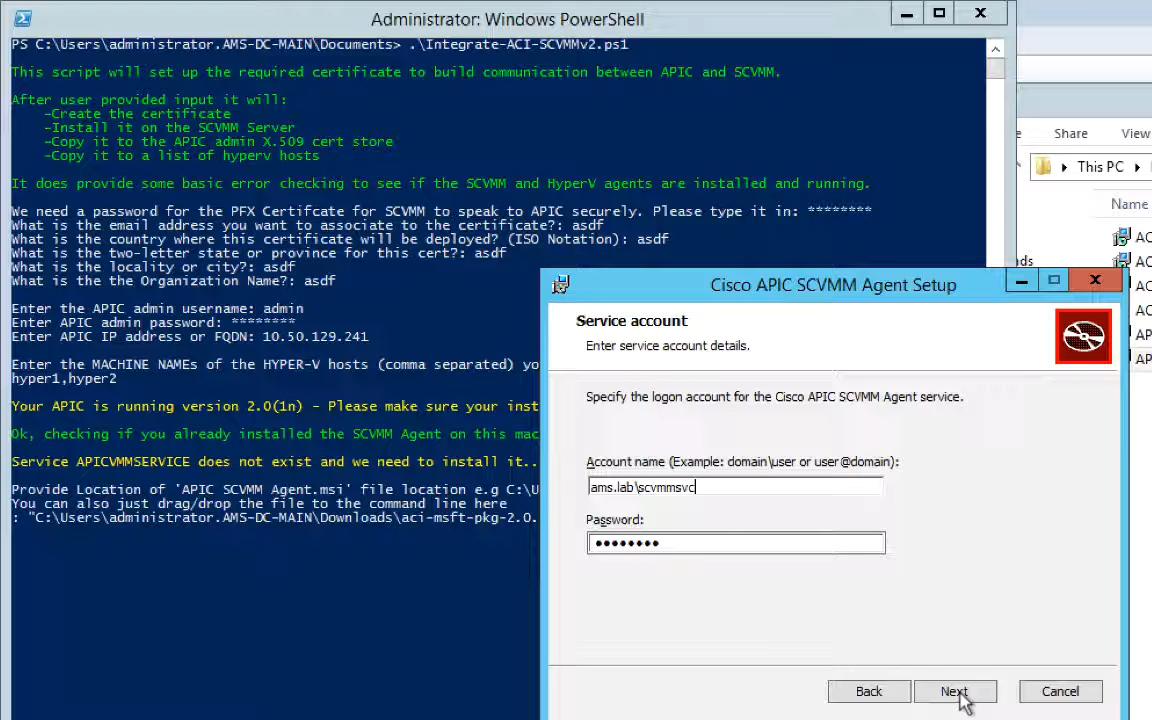 Administrator: Windows PowerShell
PS C:\Users\administrator.AMS-DC-MAIN\Documents> .\Integrate-ACI-SCVMMv2.ps1
This script will set up the required certificate to build communication between APIC and SCVMM.
After user provided input it will:
-Create the certificate
-Install it on the SCVMM Server
-Copy it to the APIC admin X.509 cert store
-Copy it to a list of hyperv hosts
It does provide some basic error checking to see if the SCVMM and HyperV agents are installed and running.
We need a password for the PFX Certifcate for SCVMM to speak to APIC securely. Please type it in: ********
What is the email address you want to associate to the certificate?: asdf
What is the country where this certificate will be deployed? (ISO Notation): asdf
What is the two-letter state or province for this cert?: asdf
What is the locality or city?: asdf
What is the the Organization Name?: asdf
Enter the APIC admin username: admin
Enter APIC admin password: ********
Enter APIC IP address or FQDN: 10.50.129.241
Enter the MACHINE NAMEs of the HYPER-V hosts (comma separated) yo
hyper1,hyper2
Your APIC is running version 2.0(1n) - Please make sure your inst
Ok, checking if you already installed the SCVMM Agent on this mac
Service APICVMMSERVICE does not exist and we need to install it..
Provide Location of 'APIC SCVMM Agent.msi' file location e.g C:\U
You can also just drag/drop the file to the command line here
: "C:\Users\administrator.AMS-DC-MAIN\Downloads\aci-msft-pkg-2.0.
Share View
This PC
Name
AC
AC
AC
AC
AP
AP
ds
Cisco APIC SCVMM Agent Setup
Service account
Enter service account details.
Specify the logon account for the Cisco APIC SCVMM Agent service.
Account name (Example: domain\user or user@domain):
ams.lab\scvmmsvc
Password:
••••••••
Back Next Cancel